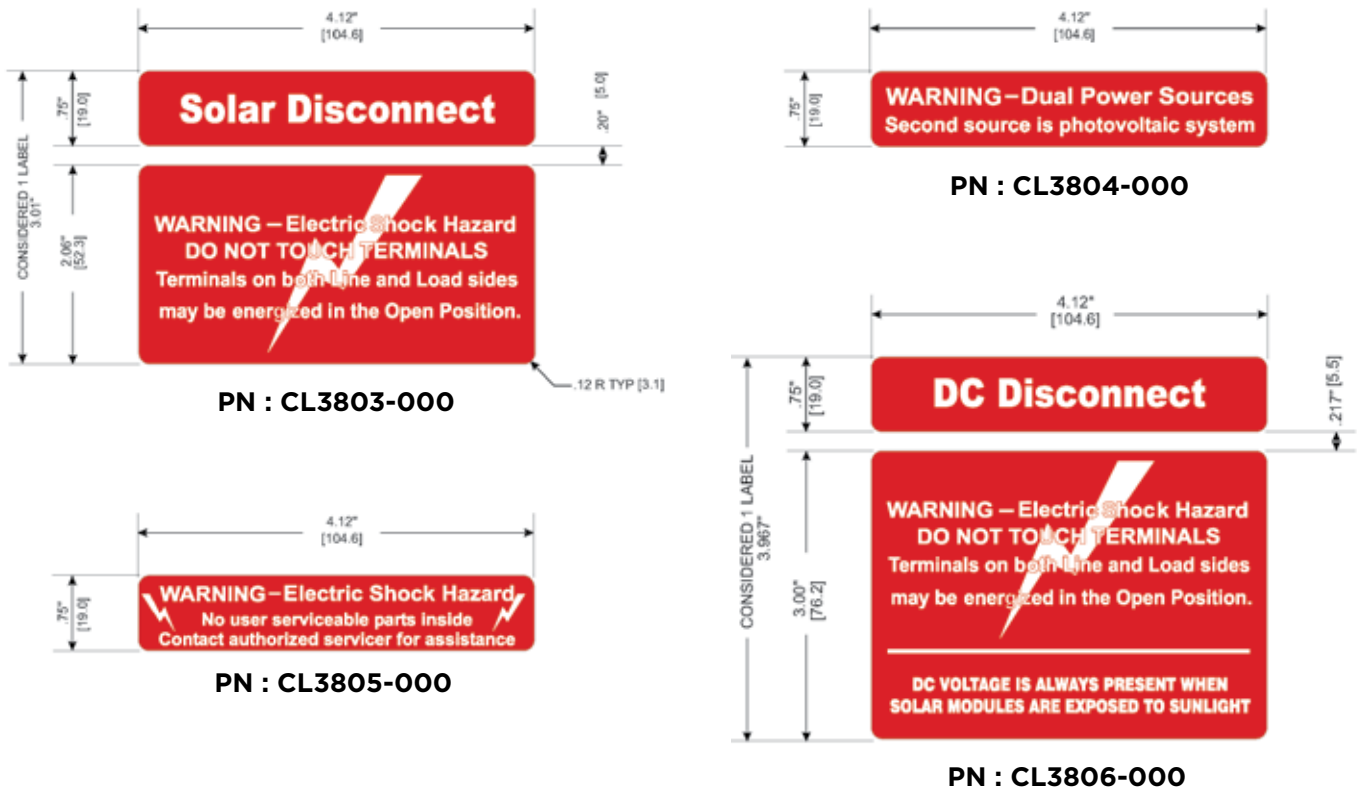 4.12"
[104.6]
CONSIDERED 1 LABEL
3.01"
.75"
[19.0]
Solar Disconnect
.20" [5.0]
2.06"
[52.3]
WARNING – Electric Shock Hazard
DO NOT TOUCH TERMINALS
Terminals on both Line and Load sides
may be energized in the Open Position.
.12 R TYP [3.1]
PN : CL3803-000
4.12"
[104.6]
.75"
[19.0]
WARNING–Dual Power Sources
Second source is photovoltaic system
PN : CL3804-000
4.12"
[104.6]
.75"
[19.0]
WARNING–Electric Shock Hazard
No user serviceable parts inside
Contact authorized servicer for assistance
PN : CL3805-000
4.12"
[104.6]
CONSIDERED 1 LABEL
3.967"
.75"
[19.0]
DC Disconnect
.217" [5.5]
3.00"
[76.2]
WARNING – Electric Shock Hazard
DO NOT TOUCH TERMINALS
Terminals on both Line and Load sides
may be energized in the Open Position.
DC VOLTAGE IS ALWAYS PRESENT WHEN
SOLAR MODULES ARE EXPOSED TO SUNLIGHT
PN : CL3806-000